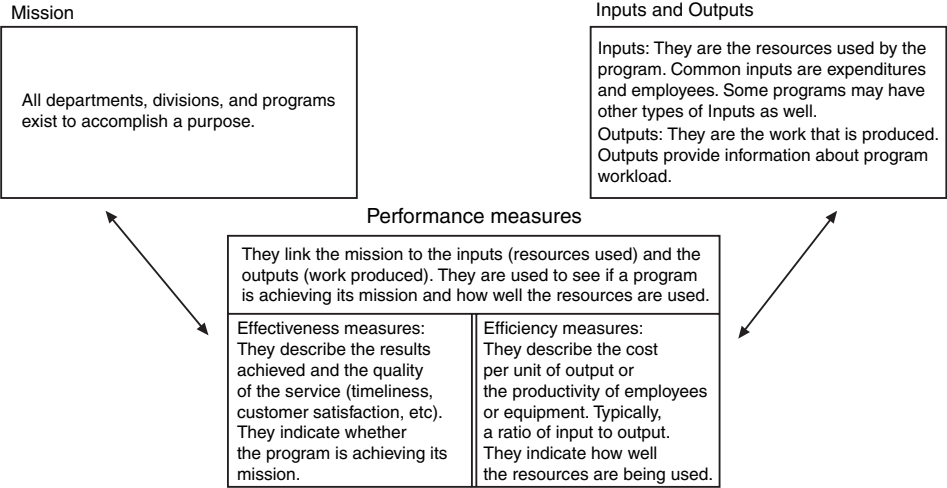 Mission
All departments, divisions, and programs
exist to accomplish a purpose.
Inputs and Outputs
Inputs: They are the resources used by the
program. Common inputs are expenditures
and employees. Some programs may have
other types of Inputs as well.
Outputs: They are the work that is produced.
Outputs provide information about program
workload.
Performance measures
They link the mission to the inputs (resources used) and the
outputs (work produced). They are used to see if a program
is achieving its mission and how well the resources are used.
Effectiveness measures:
They describe the results
achieved and the quality
of the service (timeliness,
customer satisfaction, etc).
They indicate whether
the program is achieving its
mission.
Efficiency measures:
They describe the cost
per unit of output or
the productivity of employees
or equipment. Typically,
a ratio of input to output.
They indicate how well
the resources are being used.